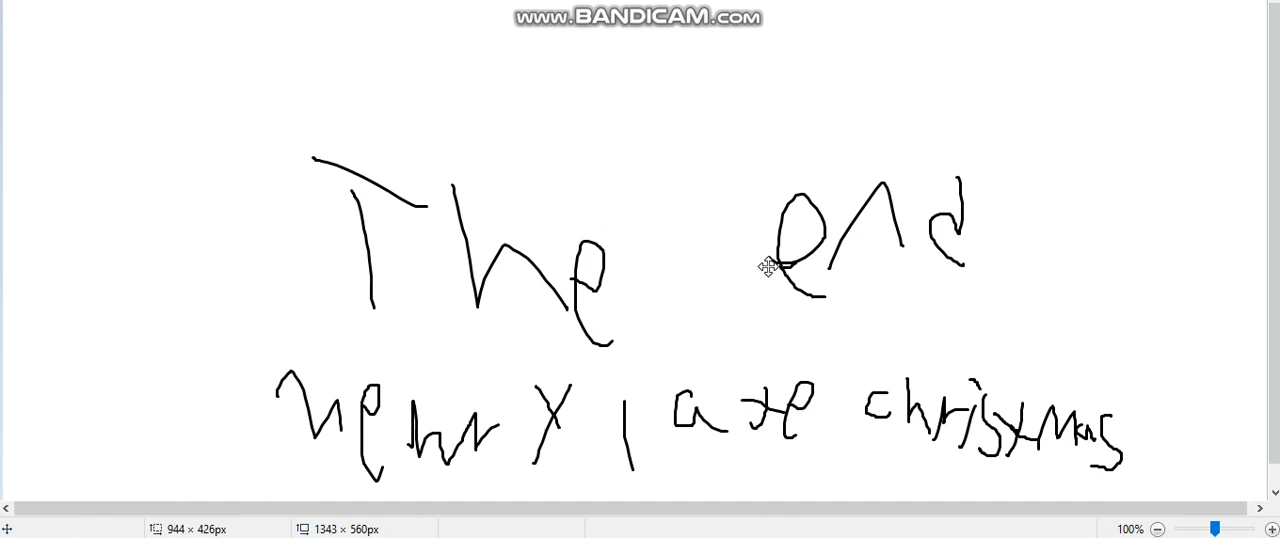 www.BANDICAM.com
The end
merry late christmas
944 × 426px 1343 × 560px 100%